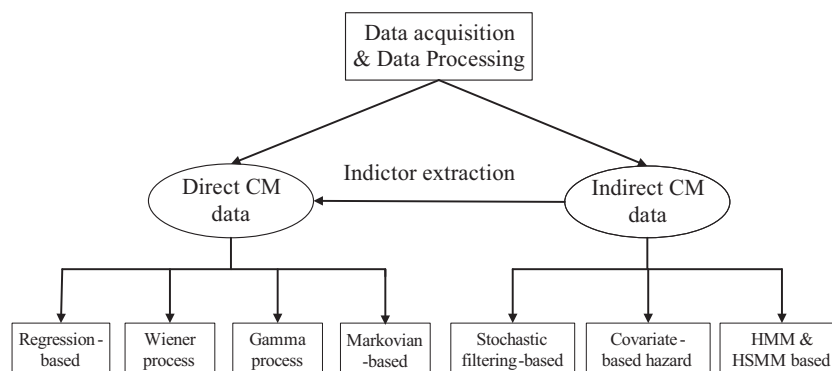 Data acquisition
& Data Processing
Direct CM
data
Indictor extraction
Indirect CM
data
Regression-
based
Wiener
process
Gamma
process
Markovian
-based
Stochastic
filtering-based
Covariate-
based hazard
HMM &
HSMM based